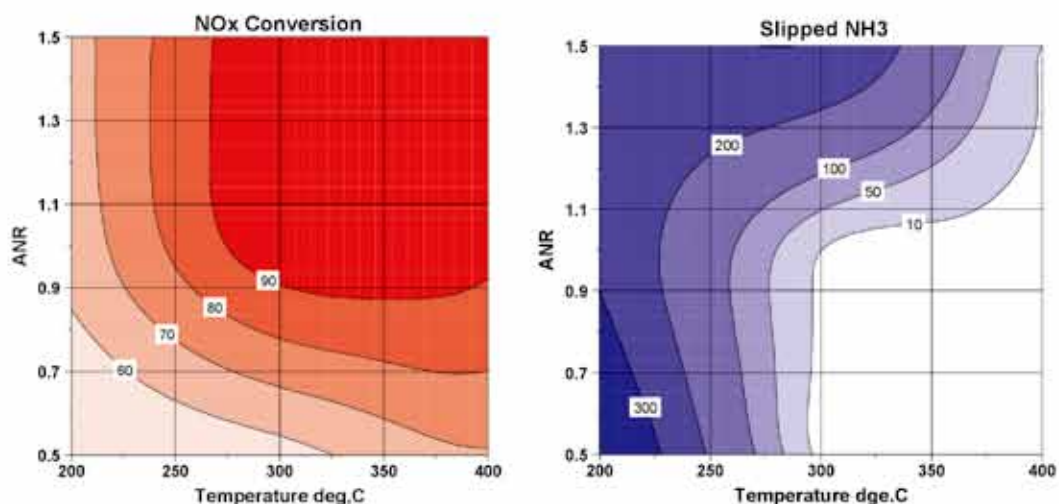 NOx Conversion
1.5
1.3
1.1
0.9
0.7
0.5
ANR
90
80
70
60
200 250 300 350 400
Temperature deg,C
Slipped NH3
1.5
1.3
1.1
0.9
0.7
0.5
ANR
200
100
50
10
300
200 250 300 350 400
Temperature dge.C